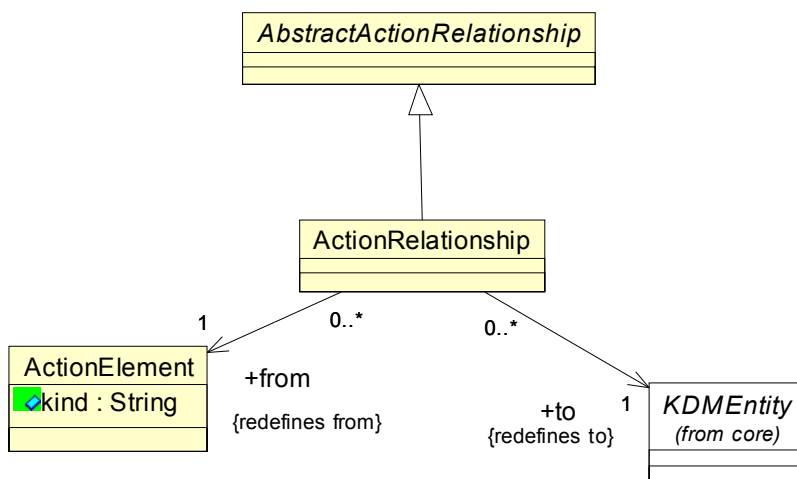 AbstractActionRelationship
ActionRelationship
1
0..*
0..*
ActionElement
kind : String
+from
{redefines from}
+to
{redefines to}
1
KDMEntity
(from core)